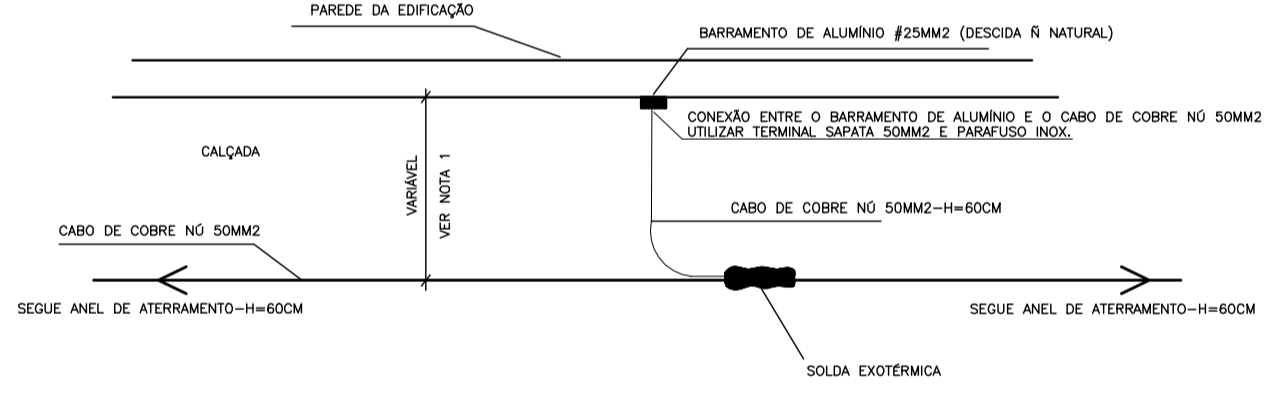 PAREDE DA EDIFICAÇÃO
BARRAMENTO DE ALUMÍNIO #25MM2 (DESCIDA Ñ NATURAL)
CONEXÃO ENTRE O BARRAMENTO DE ALUMÍNIO E O CABO DE COBRE NÚ 50MM2
UTILIZAR TERMINAL SAPATA 50MM2 E PARAFUSO INOX.
CALÇADA
VARIÁVEL
VER NOTA 1
CABO DE COBRE NÚ 50MM2-H=60CM
CABO DE COBRE NÚ 50MM2
SEGUE ANEL DE ATERRAMENTO-H=60CM
SEGUE ANEL DE ATERRAMENTO-H=60CM
SOLDA EXOTÉRMICA